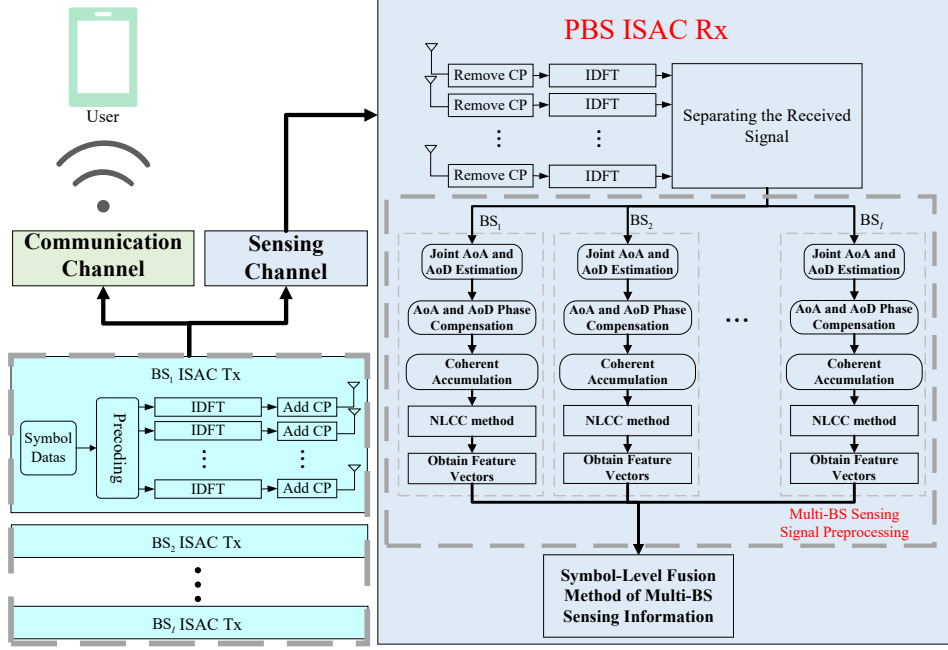 User
Communication
Channel
Sensing
Channel
BS1 ISAC Tx
Symbol
Datas
Precoding
IDFT
Add CP
IDFT
Add CP
IDFT
Add CP
BS2 ISAC Tx
BSI ISAC Tx
PBS ISAC Rx
Remove CP
IDFT
Remove CP
IDFT
Remove CP
IDFT
Separating the Received
Signal
BS1
Joint AoA and
AoD Estimation
AoA and AoD Phase
Compensation
Coherent
Accumulation
NLCC method
Obtain Feature
Vectors
BS2
Joint AoA and
AoD Estimation
AoA and AoD Phase
Compensation
Coherent
Accumulation
NLCC method
Obtain Feature
Vectors
...
BSI
Joint AoA and
AoD Estimation
AoA and AoD Phase
Compensation
Coherent
Accumulation
NLCC method
Obtain Feature
Vectors
Multi-BS Sensing
Signal Preprocessing
Symbol-Level Fusion
Method of Multi-BS
Sensing Information